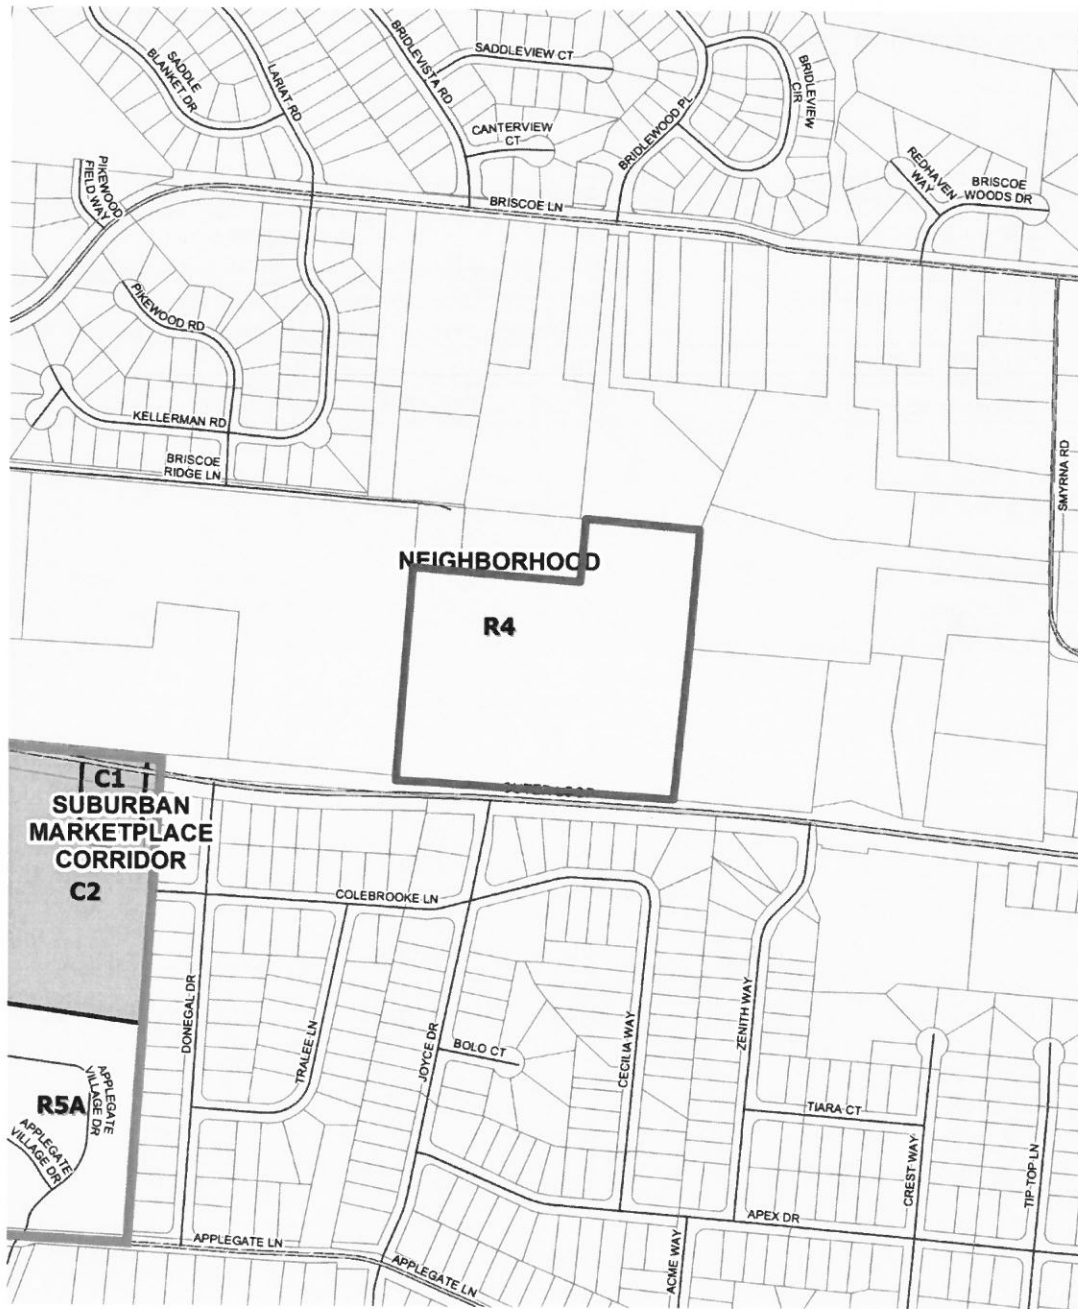 SADDLE
BLANKET DR
LARIAT RD
BRIDLEVISTA RD
SADDLEVIEW CT
CANTERVIEW
CT
BRIDLEWOOD PL
BRIDLEVIEW
CIR
REDHAVEN
WAY
BRISCOE
WOODS DR
PIKEWOOD
FIELD WAY
BRISCOE LN
PIKEWOOD RD
KELLERMAN RD
BRISCOE
RIDGE LN
SMYRNA RD
NEIGHBORHOOD
R4
C1
SUBURBAN
MARKETPLACE
CORRIDOR
C2
COLEBROOKE LN
DONEGAL DR
TRALEE LN
JOYCE DR
BOLO CT
CECILIA WAY
ZENITH WAY
TIARA CT
CREST WAY
TIP TOP LN
R5A
APPLEGATE
VILLAGE DR
APPLEGATE
VILLAGE DR
APPLEGATE LN
APPLEGATE LN
ACME WAY
APEX DR